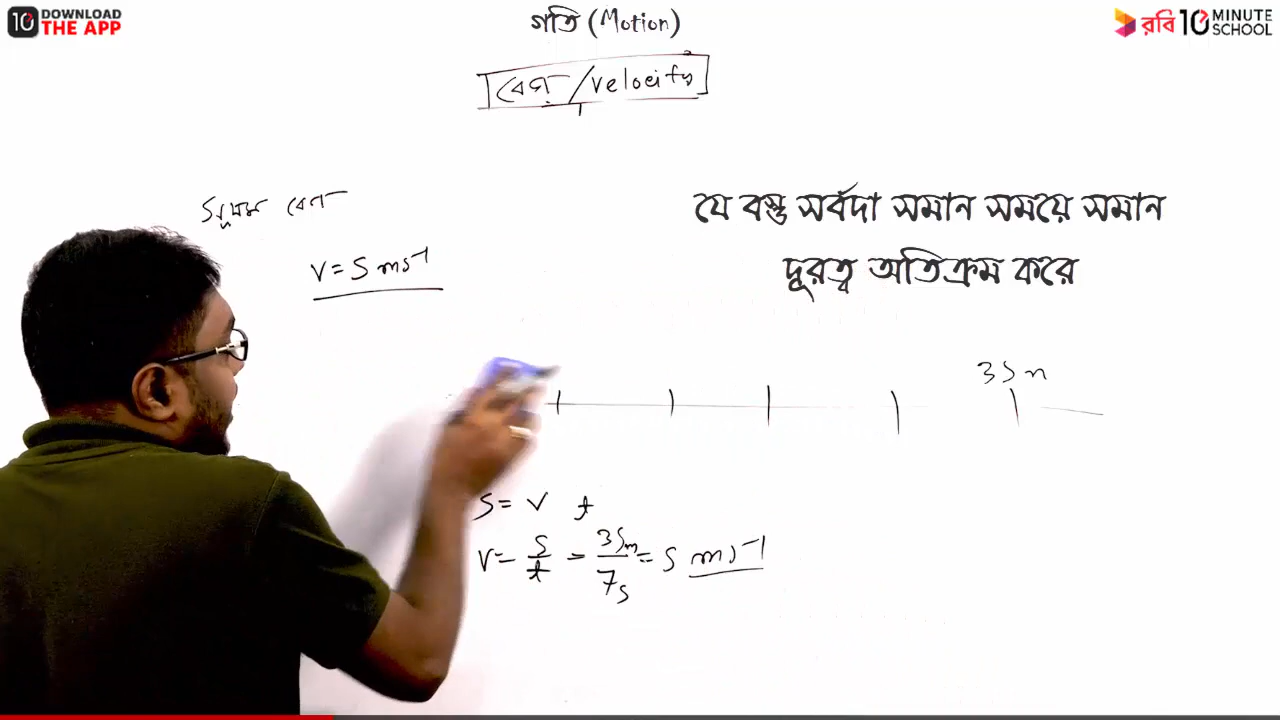 10 DOWNLOAD THE APP
গতি (Motion)
রবি 10 MINUTE SCHOOL
বেগ / velocity
সুষম বেগ
v = 5 ms⁻¹
যে বস্তু সর্বদা সমান সময়ে সমান
দূরত্ব অতিক্রম করে
35 m
s = v t
v = s/t = 35m/7s = 5 ms⁻¹